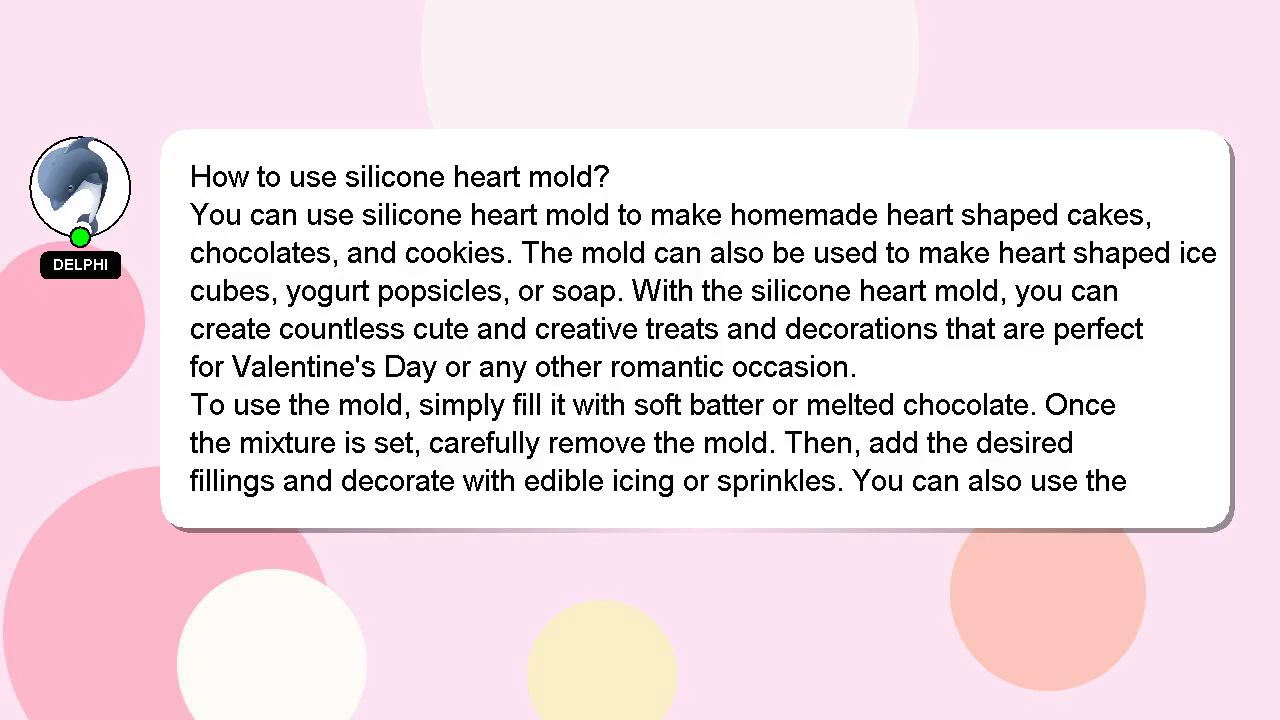 DELPHI
How to use silicone heart mold?
You can use silicone heart mold to make homemade heart shaped cakes,
chocolates, and cookies. The mold can also be used to make heart shaped ice
cubes, yogurt popsicles, or soap. With the silicone heart mold, you can
create countless cute and creative treats and decorations that are perfect
for Valentine's Day or any other romantic occasion.
To use the mold, simply fill it with soft batter or melted chocolate. Once
the mixture is set, carefully remove the mold. Then, add the desired
fillings and decorate with edible icing or sprinkles. You can also use the